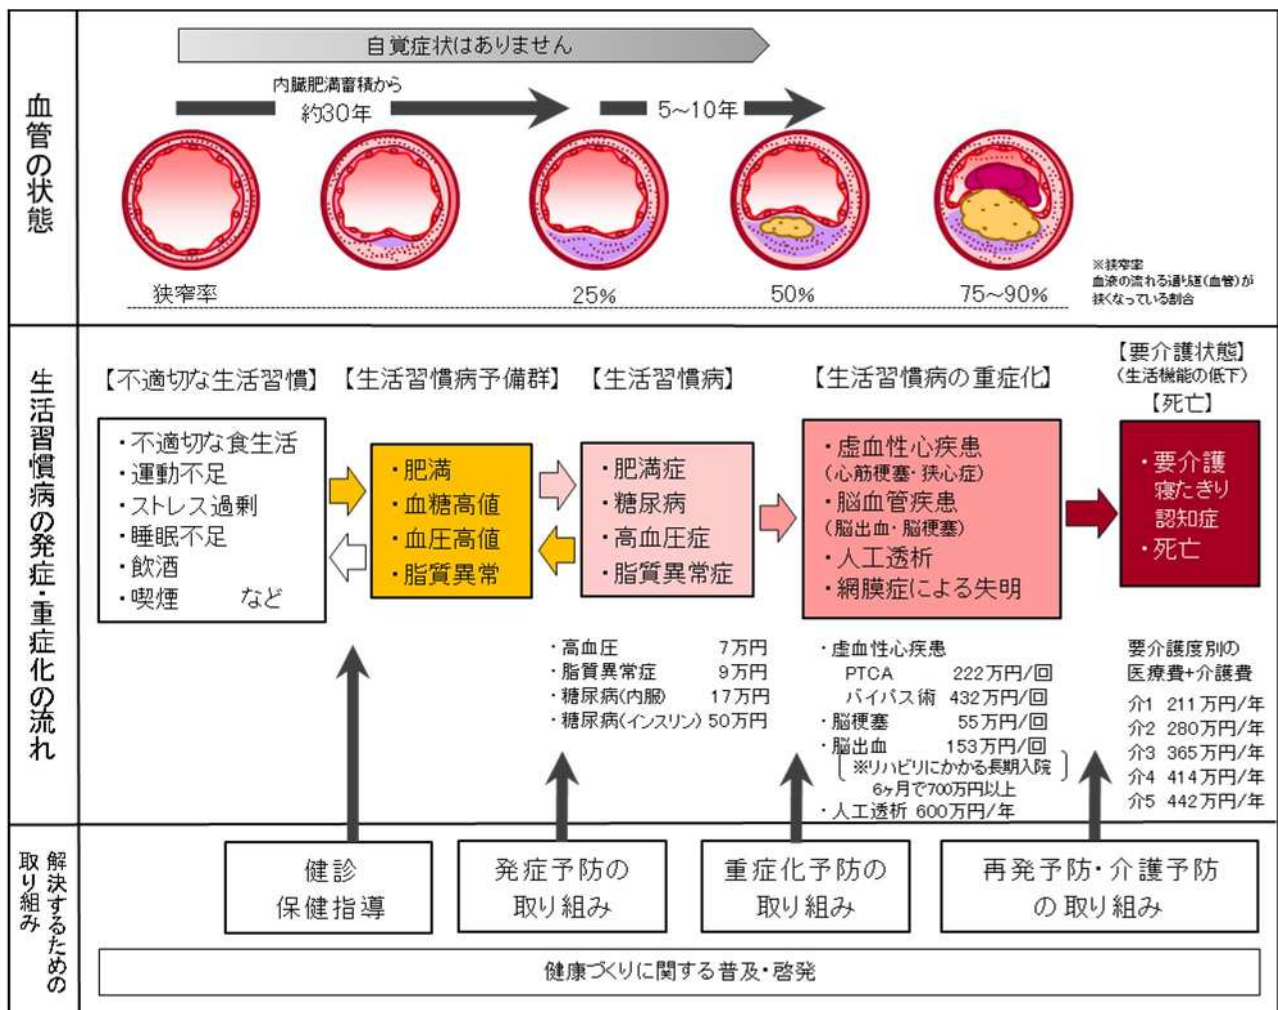 血管の状態
自覚症状はありません
内臓肥満蓄積から
約30年
5～10年
狭窄率
25%
50%
75～90%
※狭窄率
血液の流れる通り道(血管)が
狭くなっている割合
生活習慣病の発症・重症化の流れ
【不適切な生活習慣】
・不適切な食生活
・運動不足
・ストレス過剰
・睡眠不足
・飲酒
・喫煙 など
【生活習慣病予備群】
・肥満
・血糖高値
・血圧高値
・脂質異常
【生活習慣病】
・肥満症
・糖尿病
・高血圧症
・脂質異常症
【生活習慣病の重症化】
・虚血性心疾患
(心筋梗塞・狭心症)
・脳血管疾患
(脳出血・脳梗塞)
・人工透析
・網膜症による失明
【要介護状態】
(生活機能の低下)
【死亡】
・要介護
寝たきり
認知症
・死亡
・高血圧 7万円
・脂質異常症 9万円
・糖尿病(内服) 17万円
・糖尿病(インスリン) 50万円
・虚血性心疾患
PTCA 222万円/回
バイパス術 432万円/回
・脳梗塞 55万円/回
・脳出血 153万円/回
※リハビリにかかる長期入院
6ヶ月で700万円以上
・人工透析 600万円/年
要介護度別の
医療費+介護費
介1 211万円/年
介2 280万円/年
介3 365万円/年
介4 414万円/年
介5 442万円/年
解決するための
取り組み
健診
保健指導
発症予防の
取り組み
重症化予防の
取り組み
再発予防・介護予防
の取り組み
健康づくりに関する普及・啓発